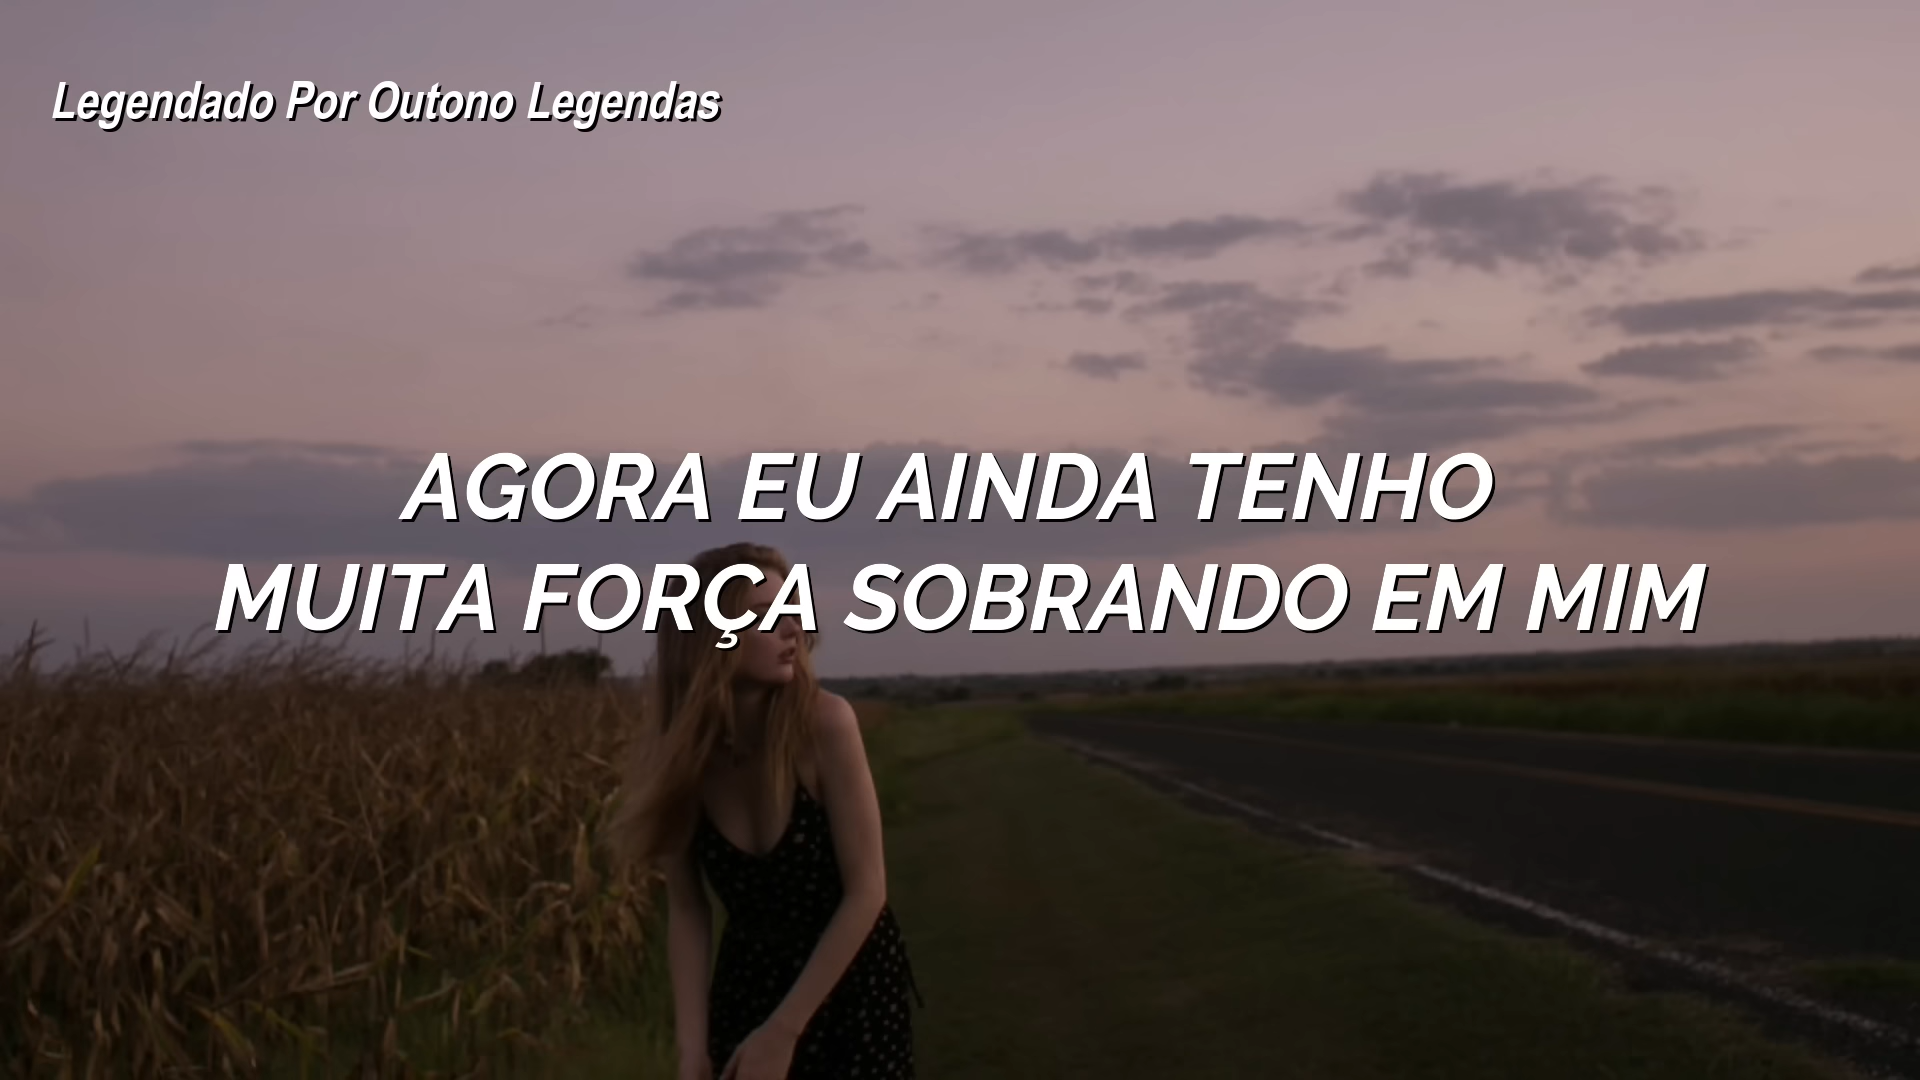 Legendado Por Outono Legendas
AGORA EU AINDA TENHO
MUITA FORÇA SOBRANDO EM MIM